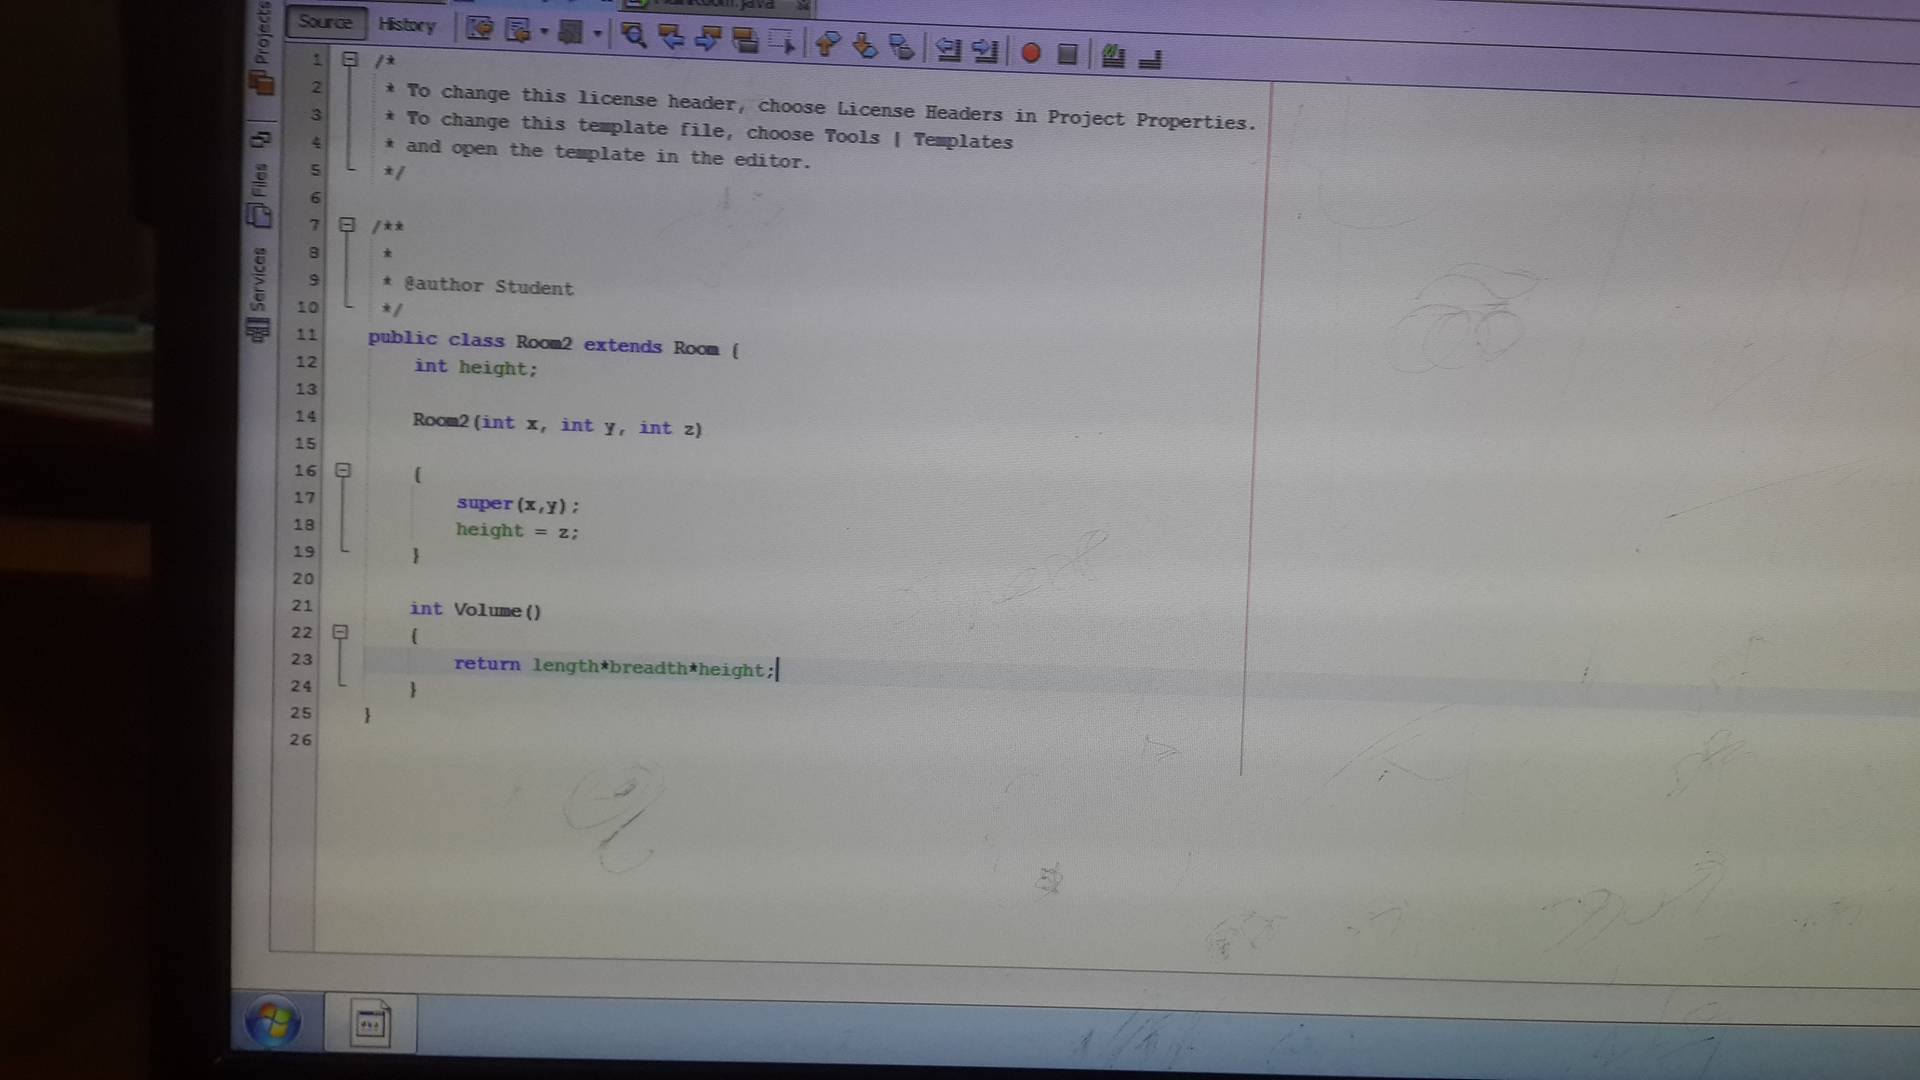 MainRoom.java
Source History
Projects
Files
Services
1 /*
2 * To change this license header, choose License Headers in Project Properties.
3 * To change this template file, choose Tools | Templates
4 * and open the template in the editor.
5 */
6
7 /**
8 *
9 * @author Student
10 */
11 public class Room2 extends Room {
12 int height;
13
14 Room2(int x, int y, int z)
15
16 {
17 super(x,y);
18 height = z;
19 }
20
21 int Volume()
22 {
23 return length*breadth*height;
24 }
25 }
26